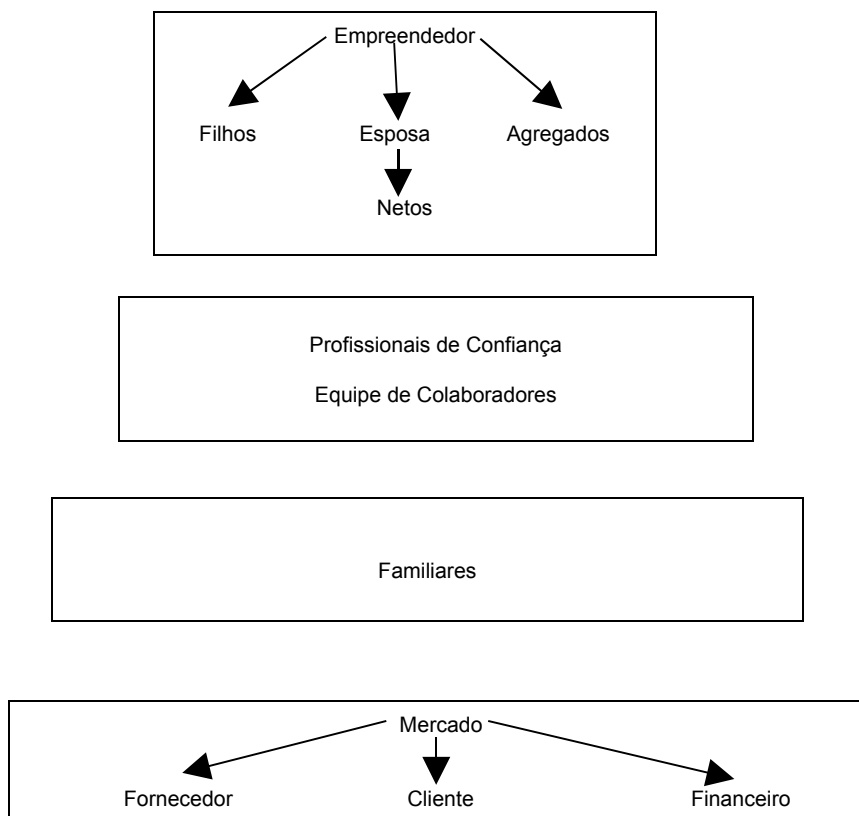 Empreendedor
Filhos Esposa Agregados
Netos
Profissionais de Confiança
Equipe de Colaboradores
Familiares
Mercado
Fornecedor Cliente Financeiro